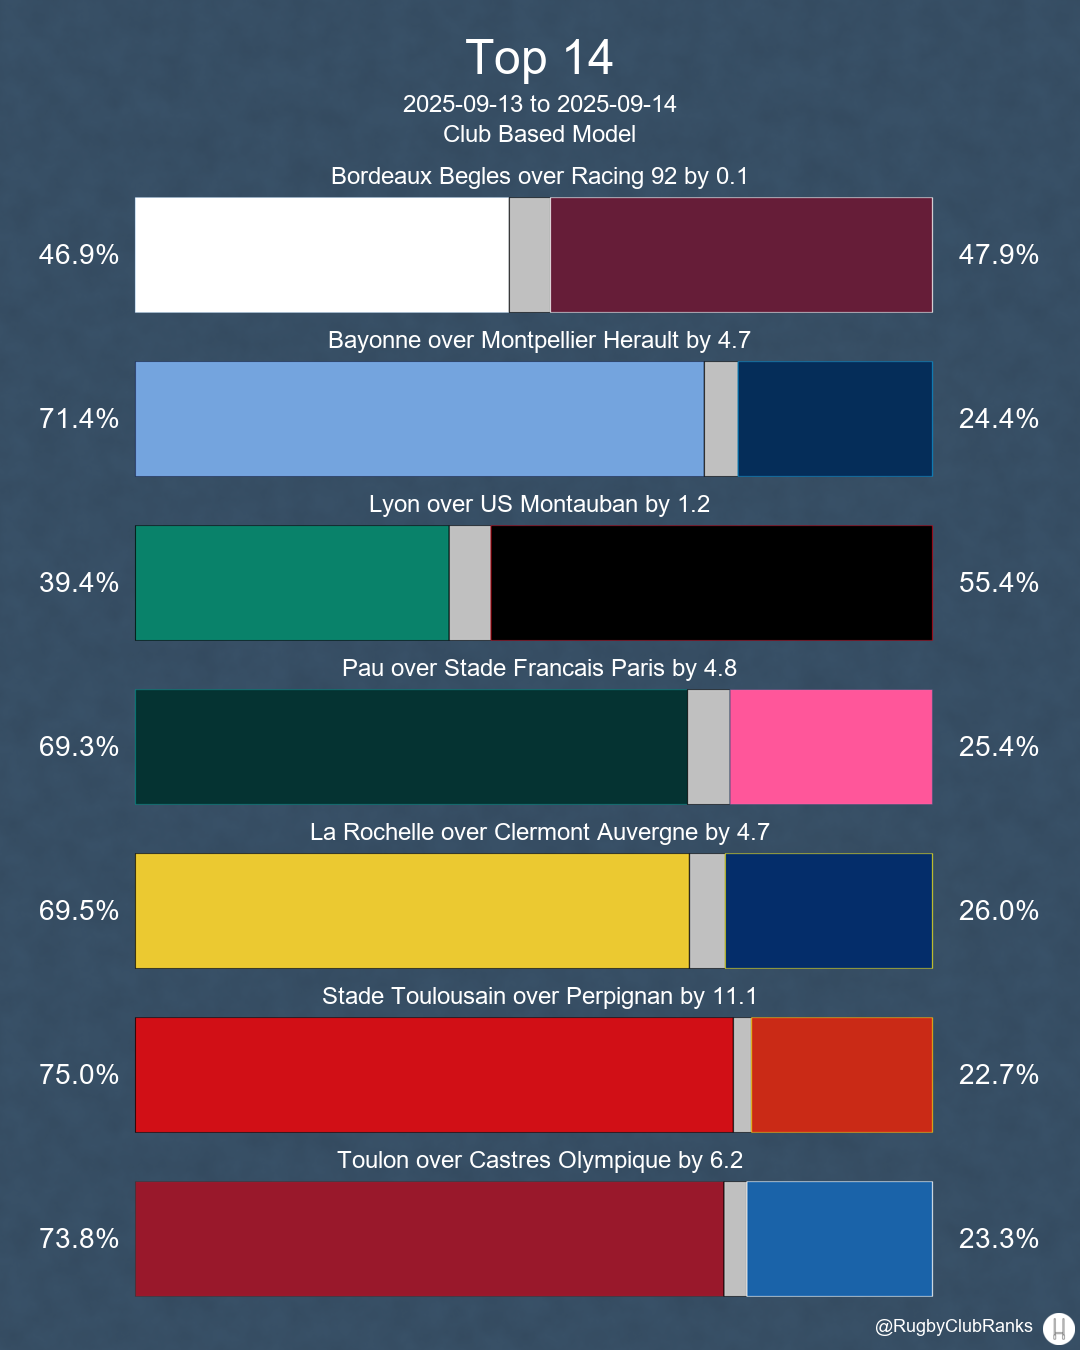 Top 14
2025-09-13 to 2025-09-14
Club Based Model
Bordeaux Begles over Racing 92 by 0.1
46.9%
47.9%
Bayonne over Montpellier Herault by 4.7
71.4%
24.4%
Lyon over US Montauban by 1.2
39.4%
55.4%
Pau over Stade Francais Paris by 4.8
69.3%
25.4%
La Rochelle over Clermont Auvergne by 4.7
69.5%
26.0%
Stade Toulousain over Perpignan by 11.1
75.0%
22.7%
Toulon over Castres Olympique by 6.2
73.8%
23.3%
@RugbyClubRanks